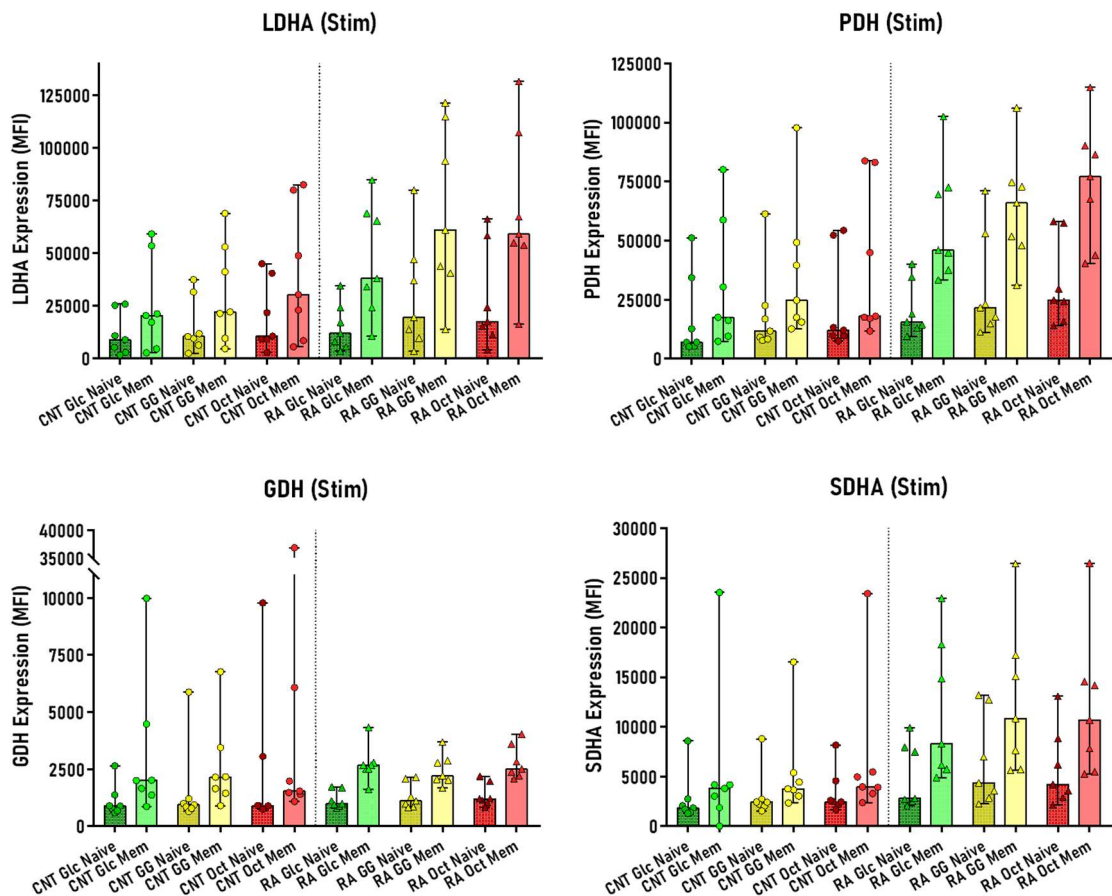 LDHA (Stim)
LDHA Expression (MFI)
125000
100000
75000
50000
25000
0
CNT Glc Naive
CNT Glc Mem
CNT GG Naive
CNT GG Mem
CNT Oct Naive
CNT Oct Mem
RA Glc Naive
RA Glc Mem
RA GG Naive
RA GG Mem
RA Oct Naive
RA Oct Mem
PDH (Stim)
PDH Expression (MFI)
125000
100000
75000
50000
25000
0
CNT Glc Naive
CNT Glc Mem
CNT GG Naive
CNT GG Mem
CNT Oct Naive
CNT Oct Mem
RA Glc Naive
RA Glc Mem
RA GG Naive
RA GG Mem
RA Oct Naive
RA Oct Mem
GDH (Stim)
GDH Expression (MFI)
40000
35000
10000
7500
5000
2500
0
CNT Glc Naive
CNT Glc Mem
CNT GG Naive
CNT GG Mem
CNT Oct Naive
CNT Oct Mem
RA Glc Naive
RA Glc Mem
RA GG Naive
RA GG Mem
RA Oct Naive
RA Oct Mem
SDHA (Stim)
SDHA Expression (MFI)
30000
25000
20000
15000
10000
5000
0
CNT Glc Naive
CNT Glc Mem
CNT GG Naive
CNT GG Mem
CNT Oct Naive
CNT Oct Mem
RA Glc Naive
RA Glc Mem
RA GG Naive
RA GG Mem
RA Oct Naive
RA Oct Mem